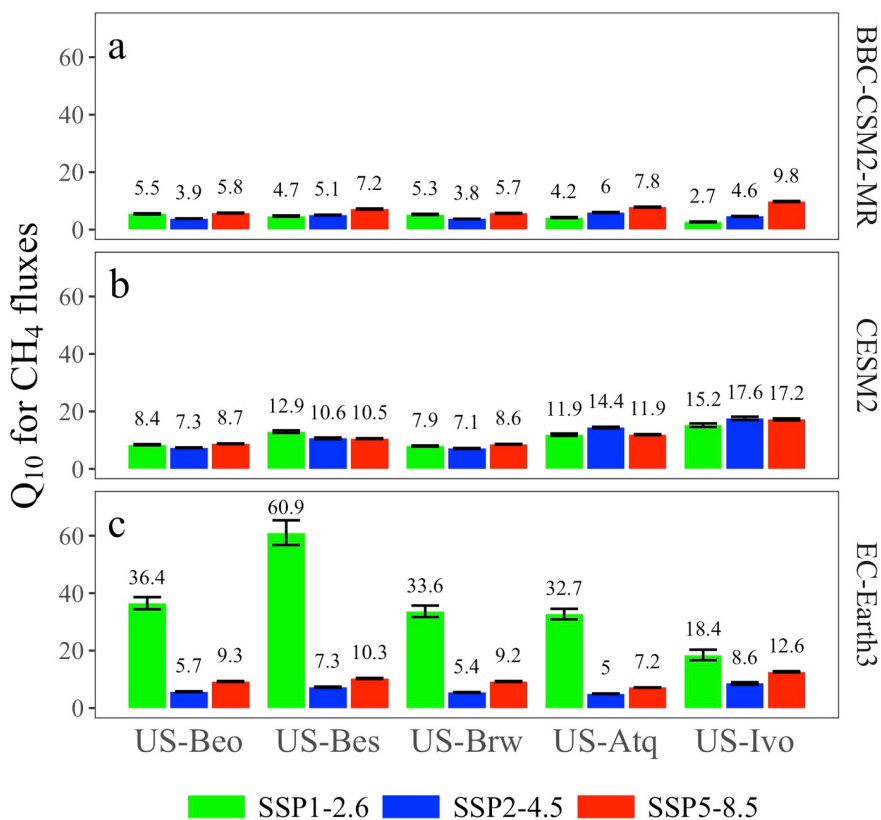 Q10 for CH4 fluxes
a
BBC-CSM2-MR
60
40
20
0
5.5 3.9 5.8 4.7 5.1 7.2 5.3 3.8 5.7 4.2 6 7.8 2.7 4.6 9.8
b
CESM2
60
40
20
0
8.4 7.3 8.7 12.9 10.6 10.5 7.9 7.1 8.6 11.9 14.4 11.9 15.2 17.6 17.2
c
EC-Earth3
60
40
20
0
36.4 5.7 9.3 60.9 7.3 10.3 33.6 5.4 9.2 32.7 5 7.2 18.4 8.6 12.6
US-Beo US-Bes US-Brw US-Atq US-Ivo
SSP1-2.6 SSP2-4.5 SSP5-8.5